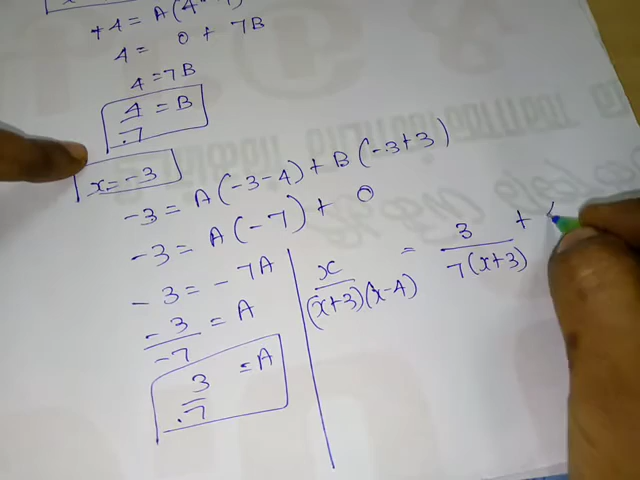 +4 = A(4
4 = 0 + 7B
4 = 7B
4/7 = B
x = -3
-3 = A(-3-4) + B(-3+3)
-3 = A(-7) + 0
-3 = -7A
-3/-7 = A
3/7 = A
x/(x+3)(x-4) = 3/7(x+3) +